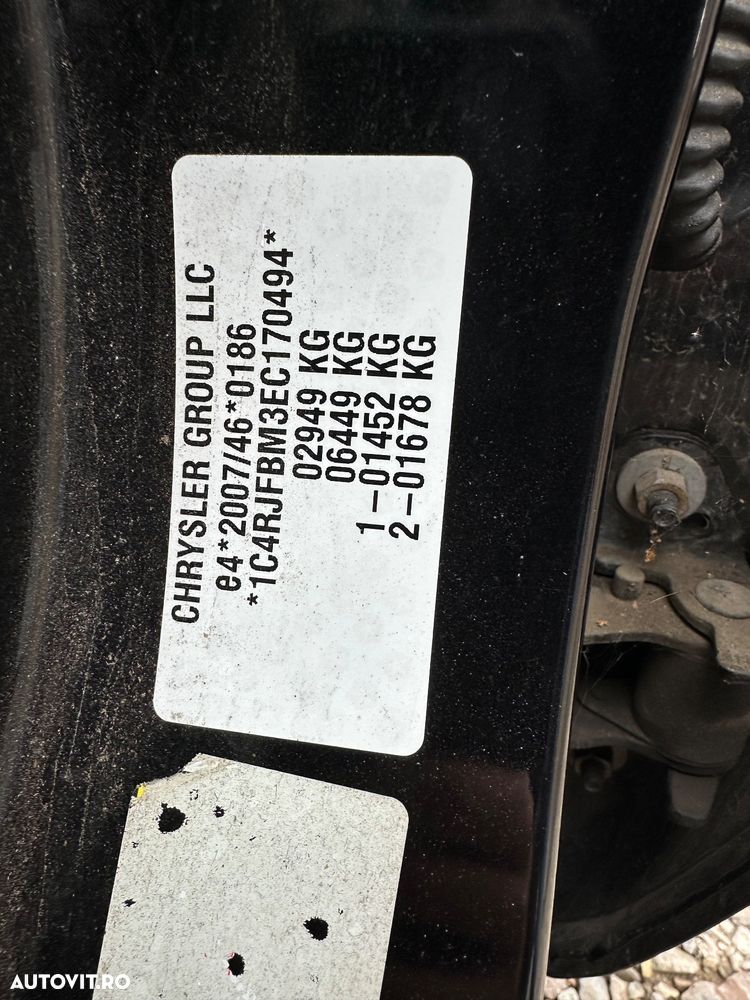 CHRYSLER GROUP LLC
e4*2007/46*0186
*1C4RJFBM3EC170494*
02949 KG
06449 KG
1-01452 KG
2-01678 KG
AUTOVIT.RO